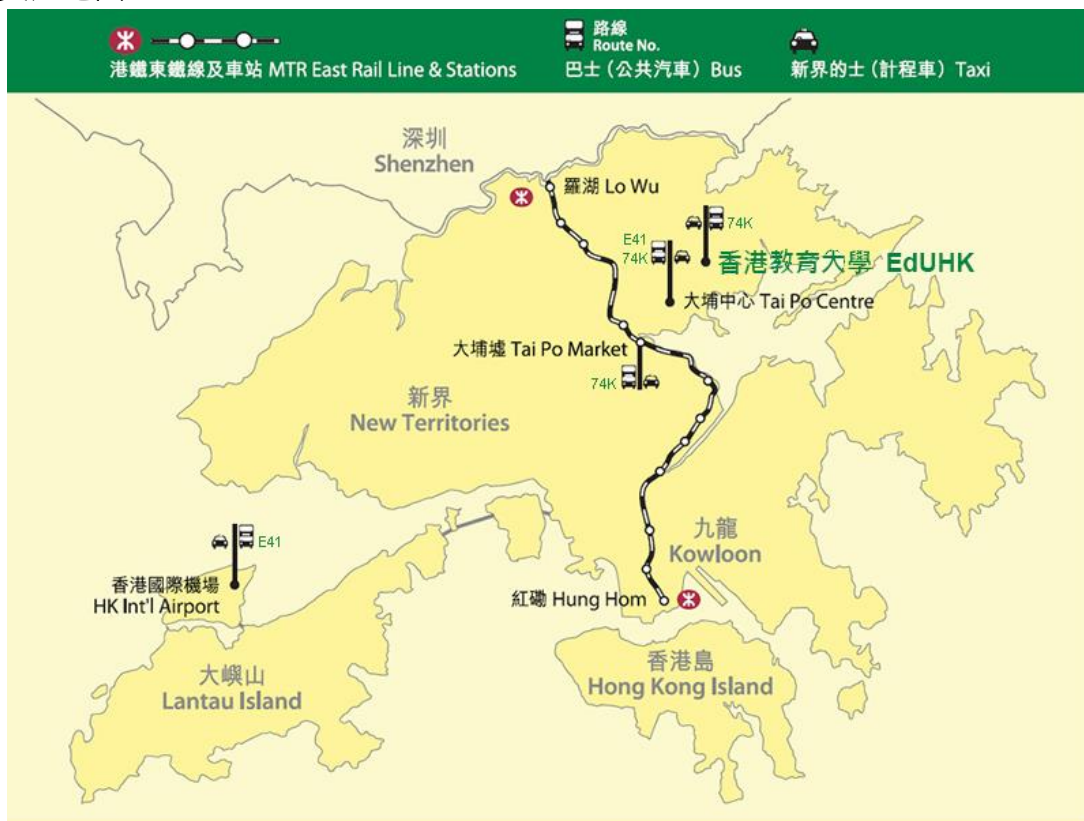 港鐵東鐵線及車站 MTR East Rail Line & Stations
路線
Route No.
巴士（公共汽車）Bus
新界的士（計程車）Taxi
深圳
Shenzhen
羅湖 Lo Wu
74K
E41
74K
香港教育大學 EdUHK
大埔中心 Tai Po Centre
大埔墟 Tai Po Market
74K
新界
New Territories
九龍
Kowloon
E41
香港國際機場
HK Int'l Airport
紅磡 Hung Hom
大嶼山
Lantau Island
香港島
Hong Kong Island